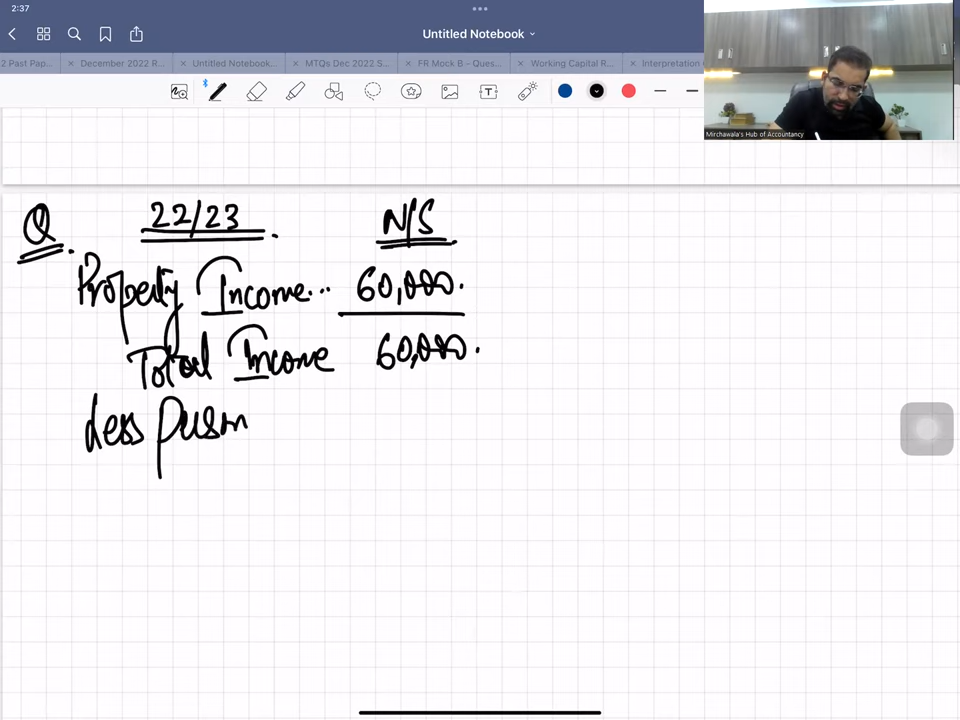 2:37
Untitled Notebook
2 Past Pap... × December 2022 R... × Untitled Notebook... × MTQs Dec 2022 S... × FR Mock B – Ques... × Working Capital R... × Interpretation
Mirchawala's Hub of Accountancy
Q. 22/23. N/S
Property Income... 60,000.
Total Income 60,000.
Less Person